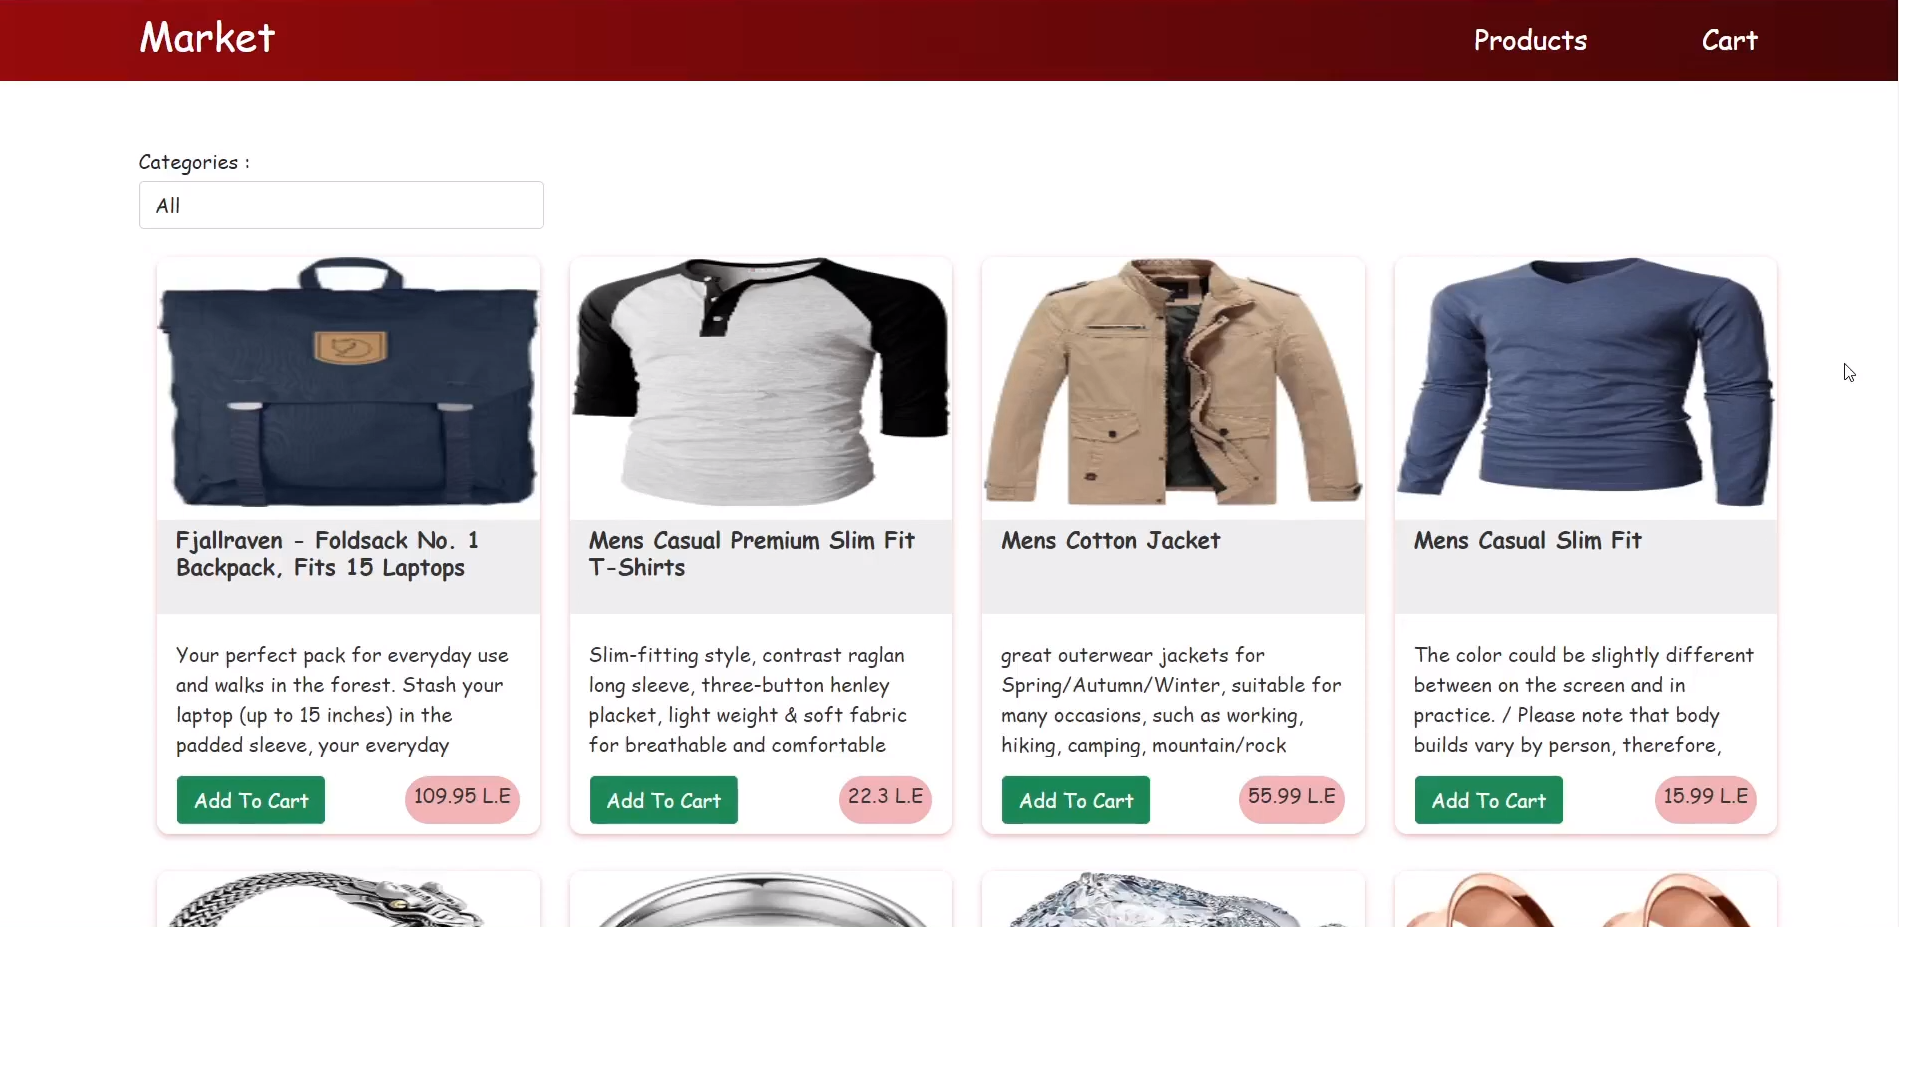 Market
Products
Cart
Categories :
All
Fjallraven - Foldsack No. 1
Backpack, Fits 15 Laptops
Your perfect pack for everyday use
and walks in the forest. Stash your
laptop (up to 15 inches) in the
padded sleeve, your everyday
Add To Cart
109.95 L.E
Mens Casual Premium Slim Fit
T-Shirts
Slim-fitting style, contrast raglan
long sleeve, three-button henley
placket, light weight & soft fabric
for breathable and comfortable
Add To Cart
22.3 L.E
Mens Cotton Jacket
great outerwear jackets for
Spring/Autumn/Winter, suitable for
many occasions, such as working,
hiking, camping, mountain/rock
Add To Cart
55.99 L.E
Mens Casual Slim Fit
The color could be slightly different
between on the screen and in
practice. / Please note that body
builds vary by person, therefore,
Add To Cart
15.99 L.E